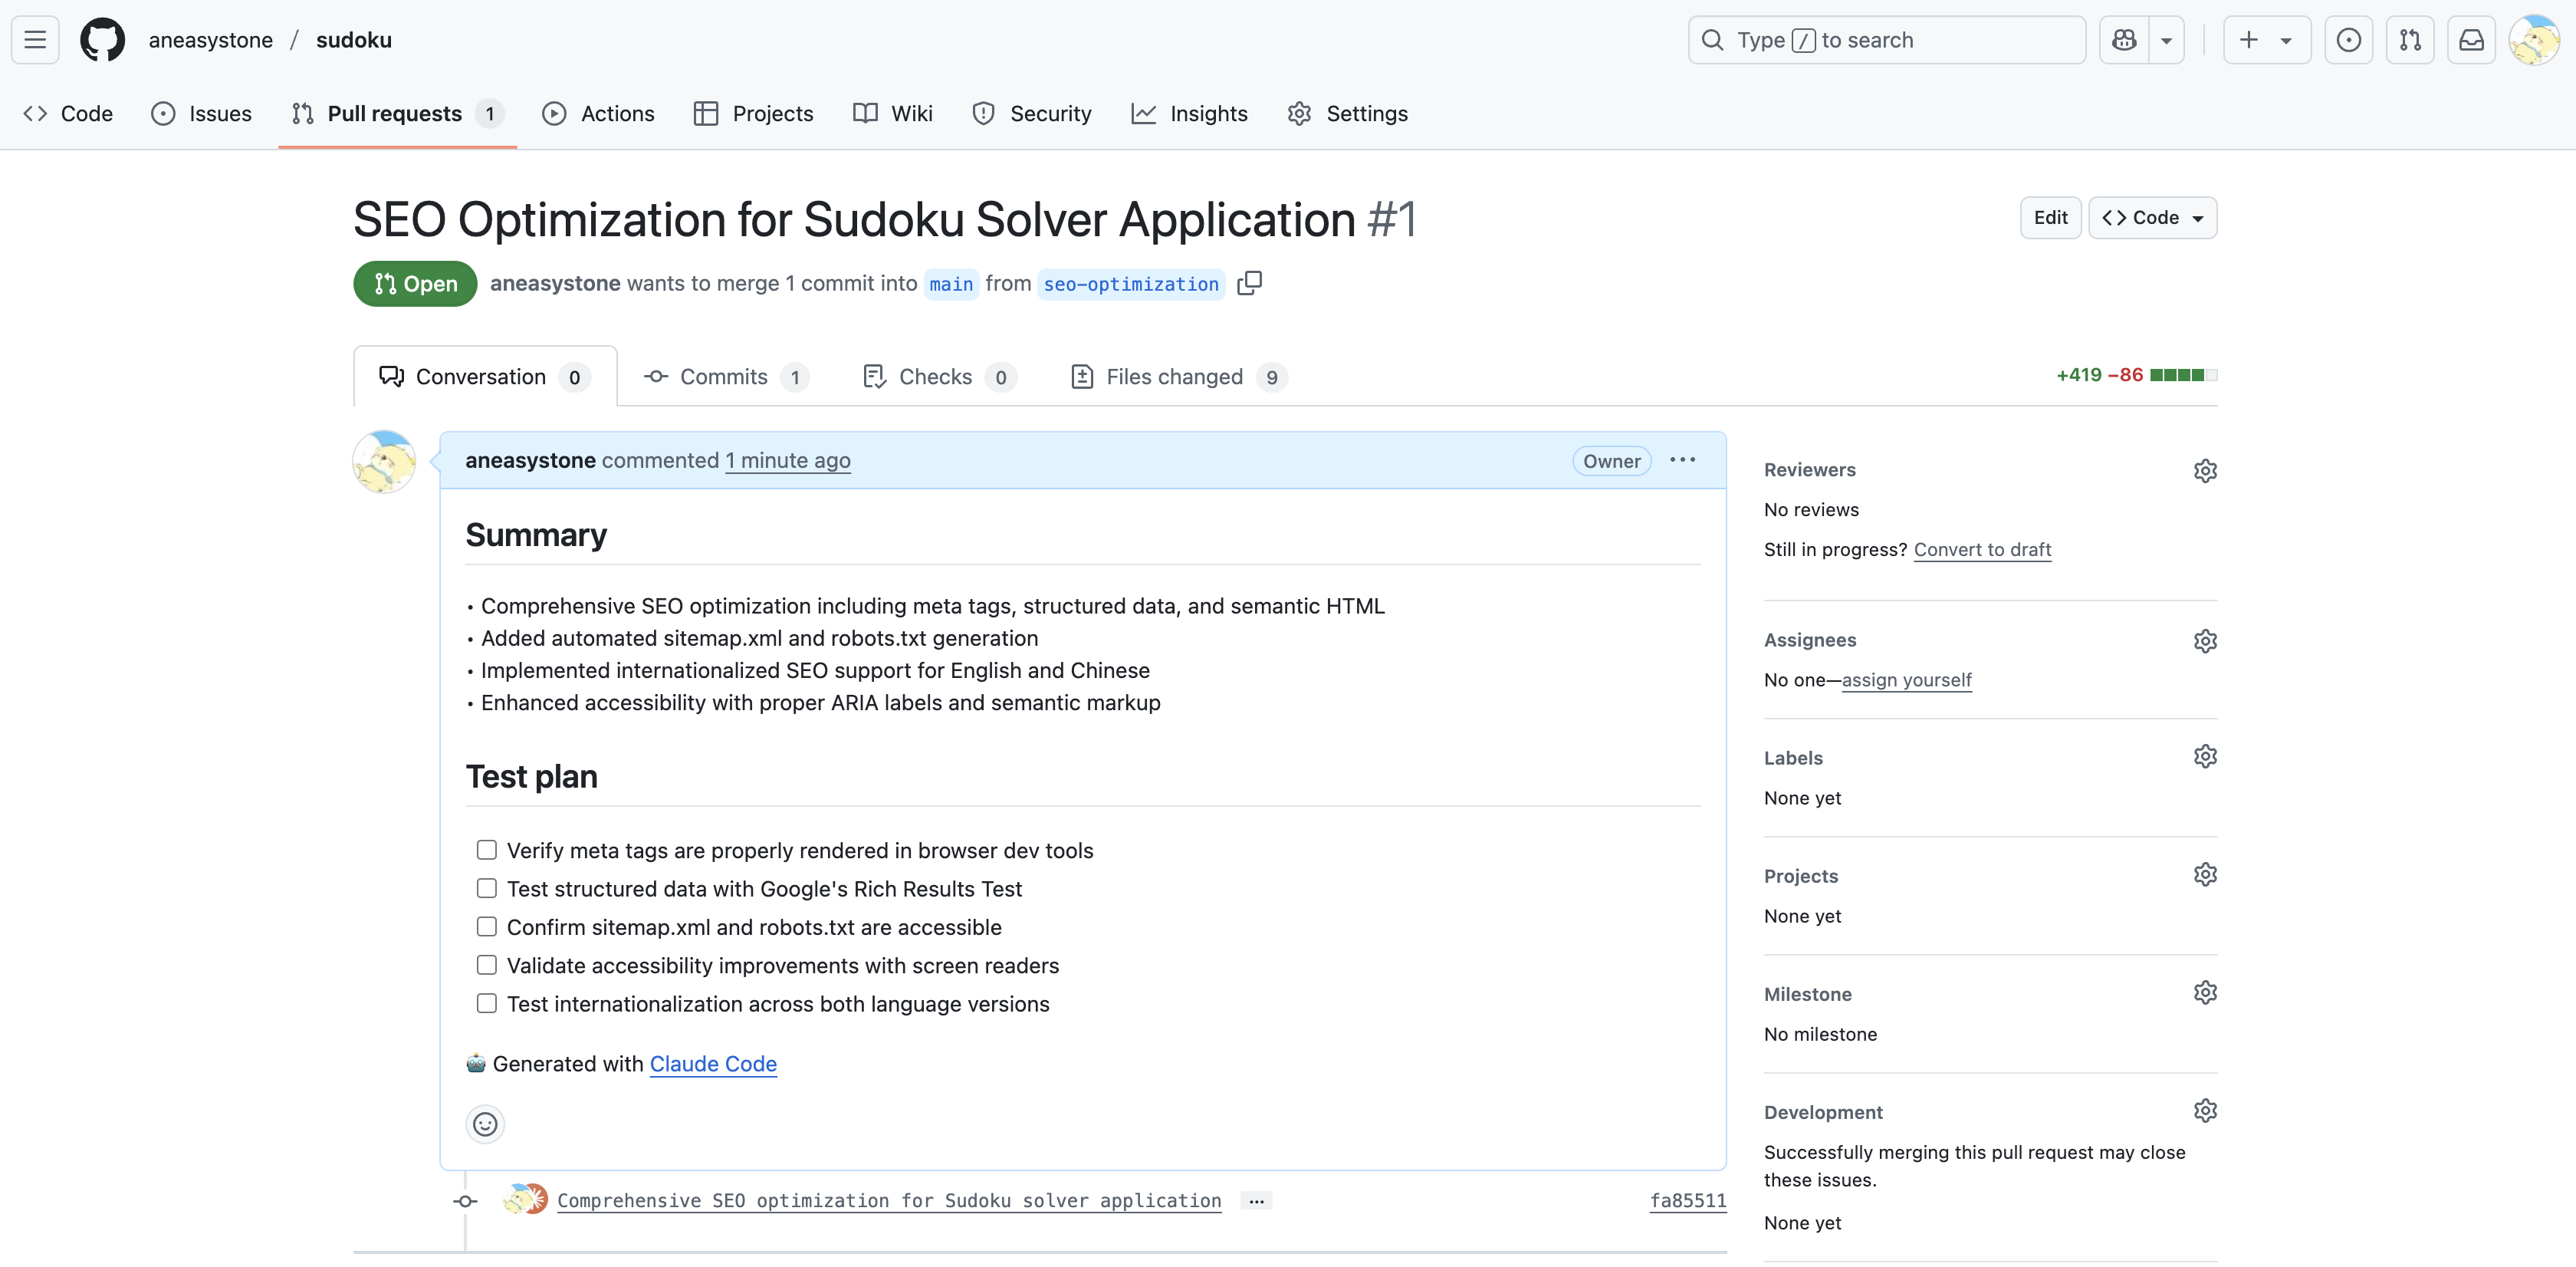 aneasystone / sudoku
Type / to search
Code
Issues
Pull requests 1
Actions
Projects
Wiki
Security
Insights
Settings
SEO Optimization for Sudoku Solver Application #1
Edit
Code
Open
aneasystone wants to merge 1 commit into main from seo-optimization
Conversation 0
Commits 1
Checks 0
Files changed 9
+419 −86
aneasystone commented 1 minute ago
Owner
Summary
• Comprehensive SEO optimization including meta tags, structured data, and semantic HTML
• Added automated sitemap.xml and robots.txt generation
• Implemented internationalized SEO support for English and Chinese
• Enhanced accessibility with proper ARIA labels and semantic markup
Test plan
Verify meta tags are properly rendered in browser dev tools
Test structured data with Google's Rich Results Test
Confirm sitemap.xml and robots.txt are accessible
Validate accessibility improvements with screen readers
Test internationalization across both language versions
🤖 Generated with Claude Code
Comprehensive SEO optimization for Sudoku solver application ...
fa85511
Reviewers
No reviews
Still in progress? Convert to draft
Assignees
No one—assign yourself
Labels
None yet
Projects
None yet
Milestone
No milestone
Development
Successfully merging this pull request may close
these issues.
None yet